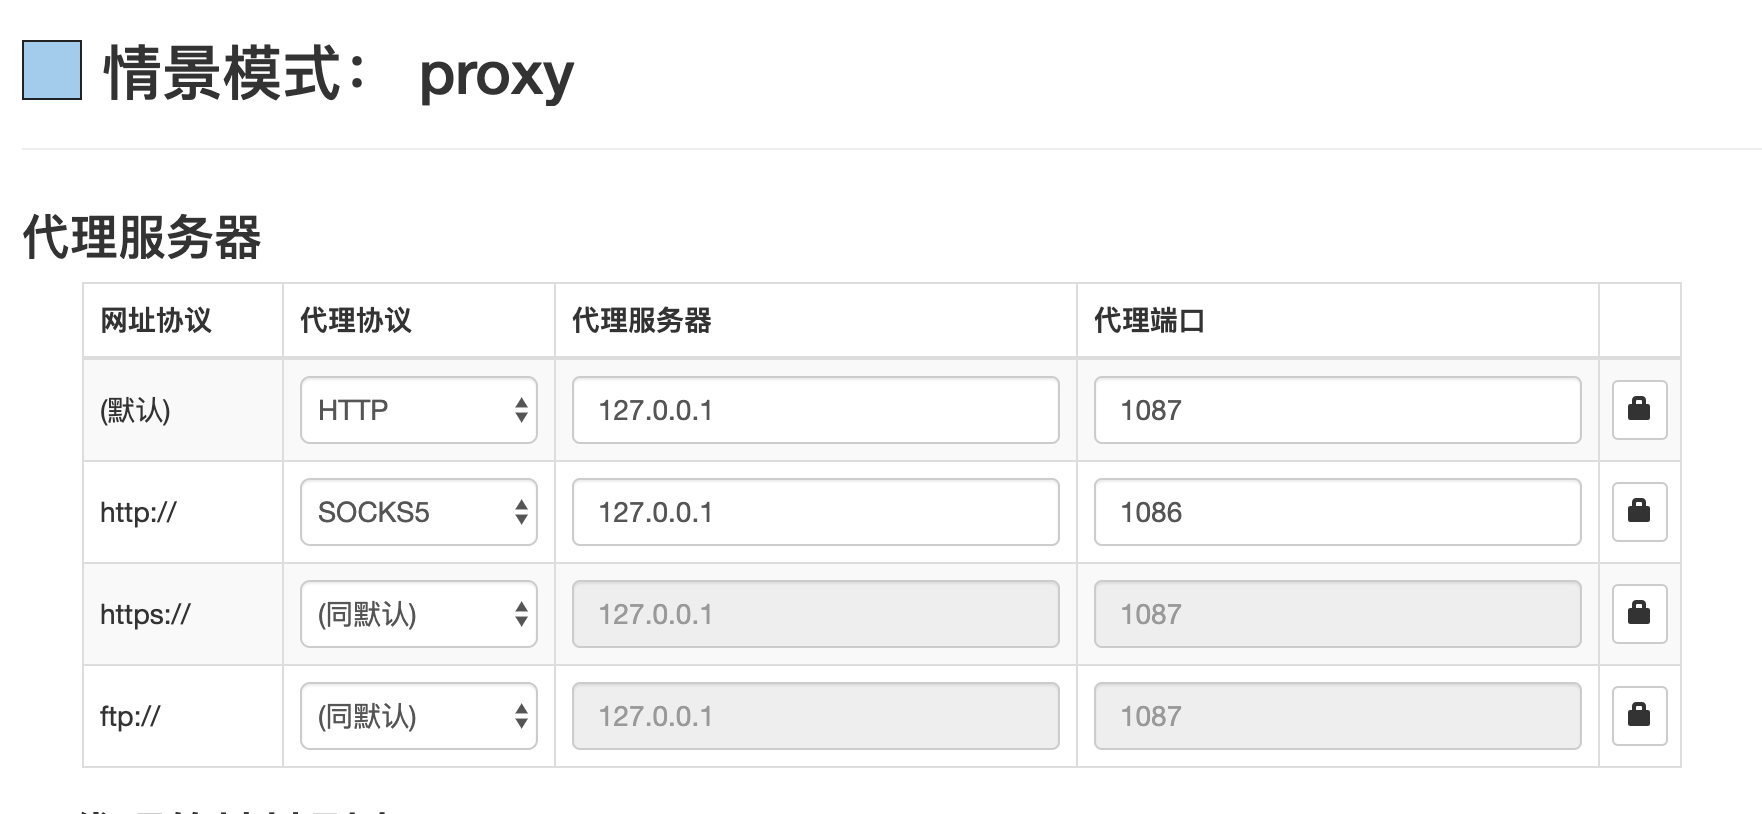 情景模式： proxy
代理服务器
网址协议 代理协议 代理服务器 代理端口
(默认) HTTP 127.0.0.1 1087
http:// SOCKS5 127.0.0.1 1086
https:// (同默认) 127.0.0.1 1087
ftp:// (同默认) 127.0.0.1 1087